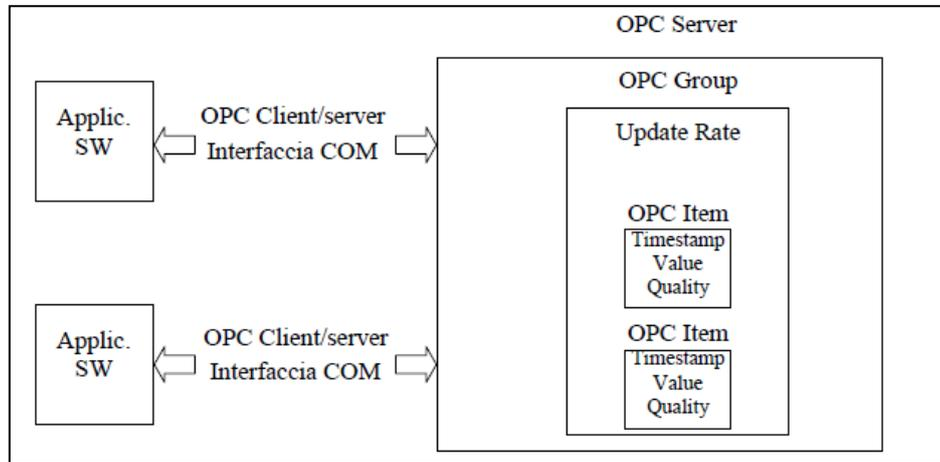 OPC Server
OPC Group
Update Rate
OPC Item
Timestamp
Value
Quality
OPC Item
Timestamp
Value
Quality
Applic.
SW
OPC Client/server
Interfaccia COM
Applic.
SW
OPC Client/server
Interfaccia COM